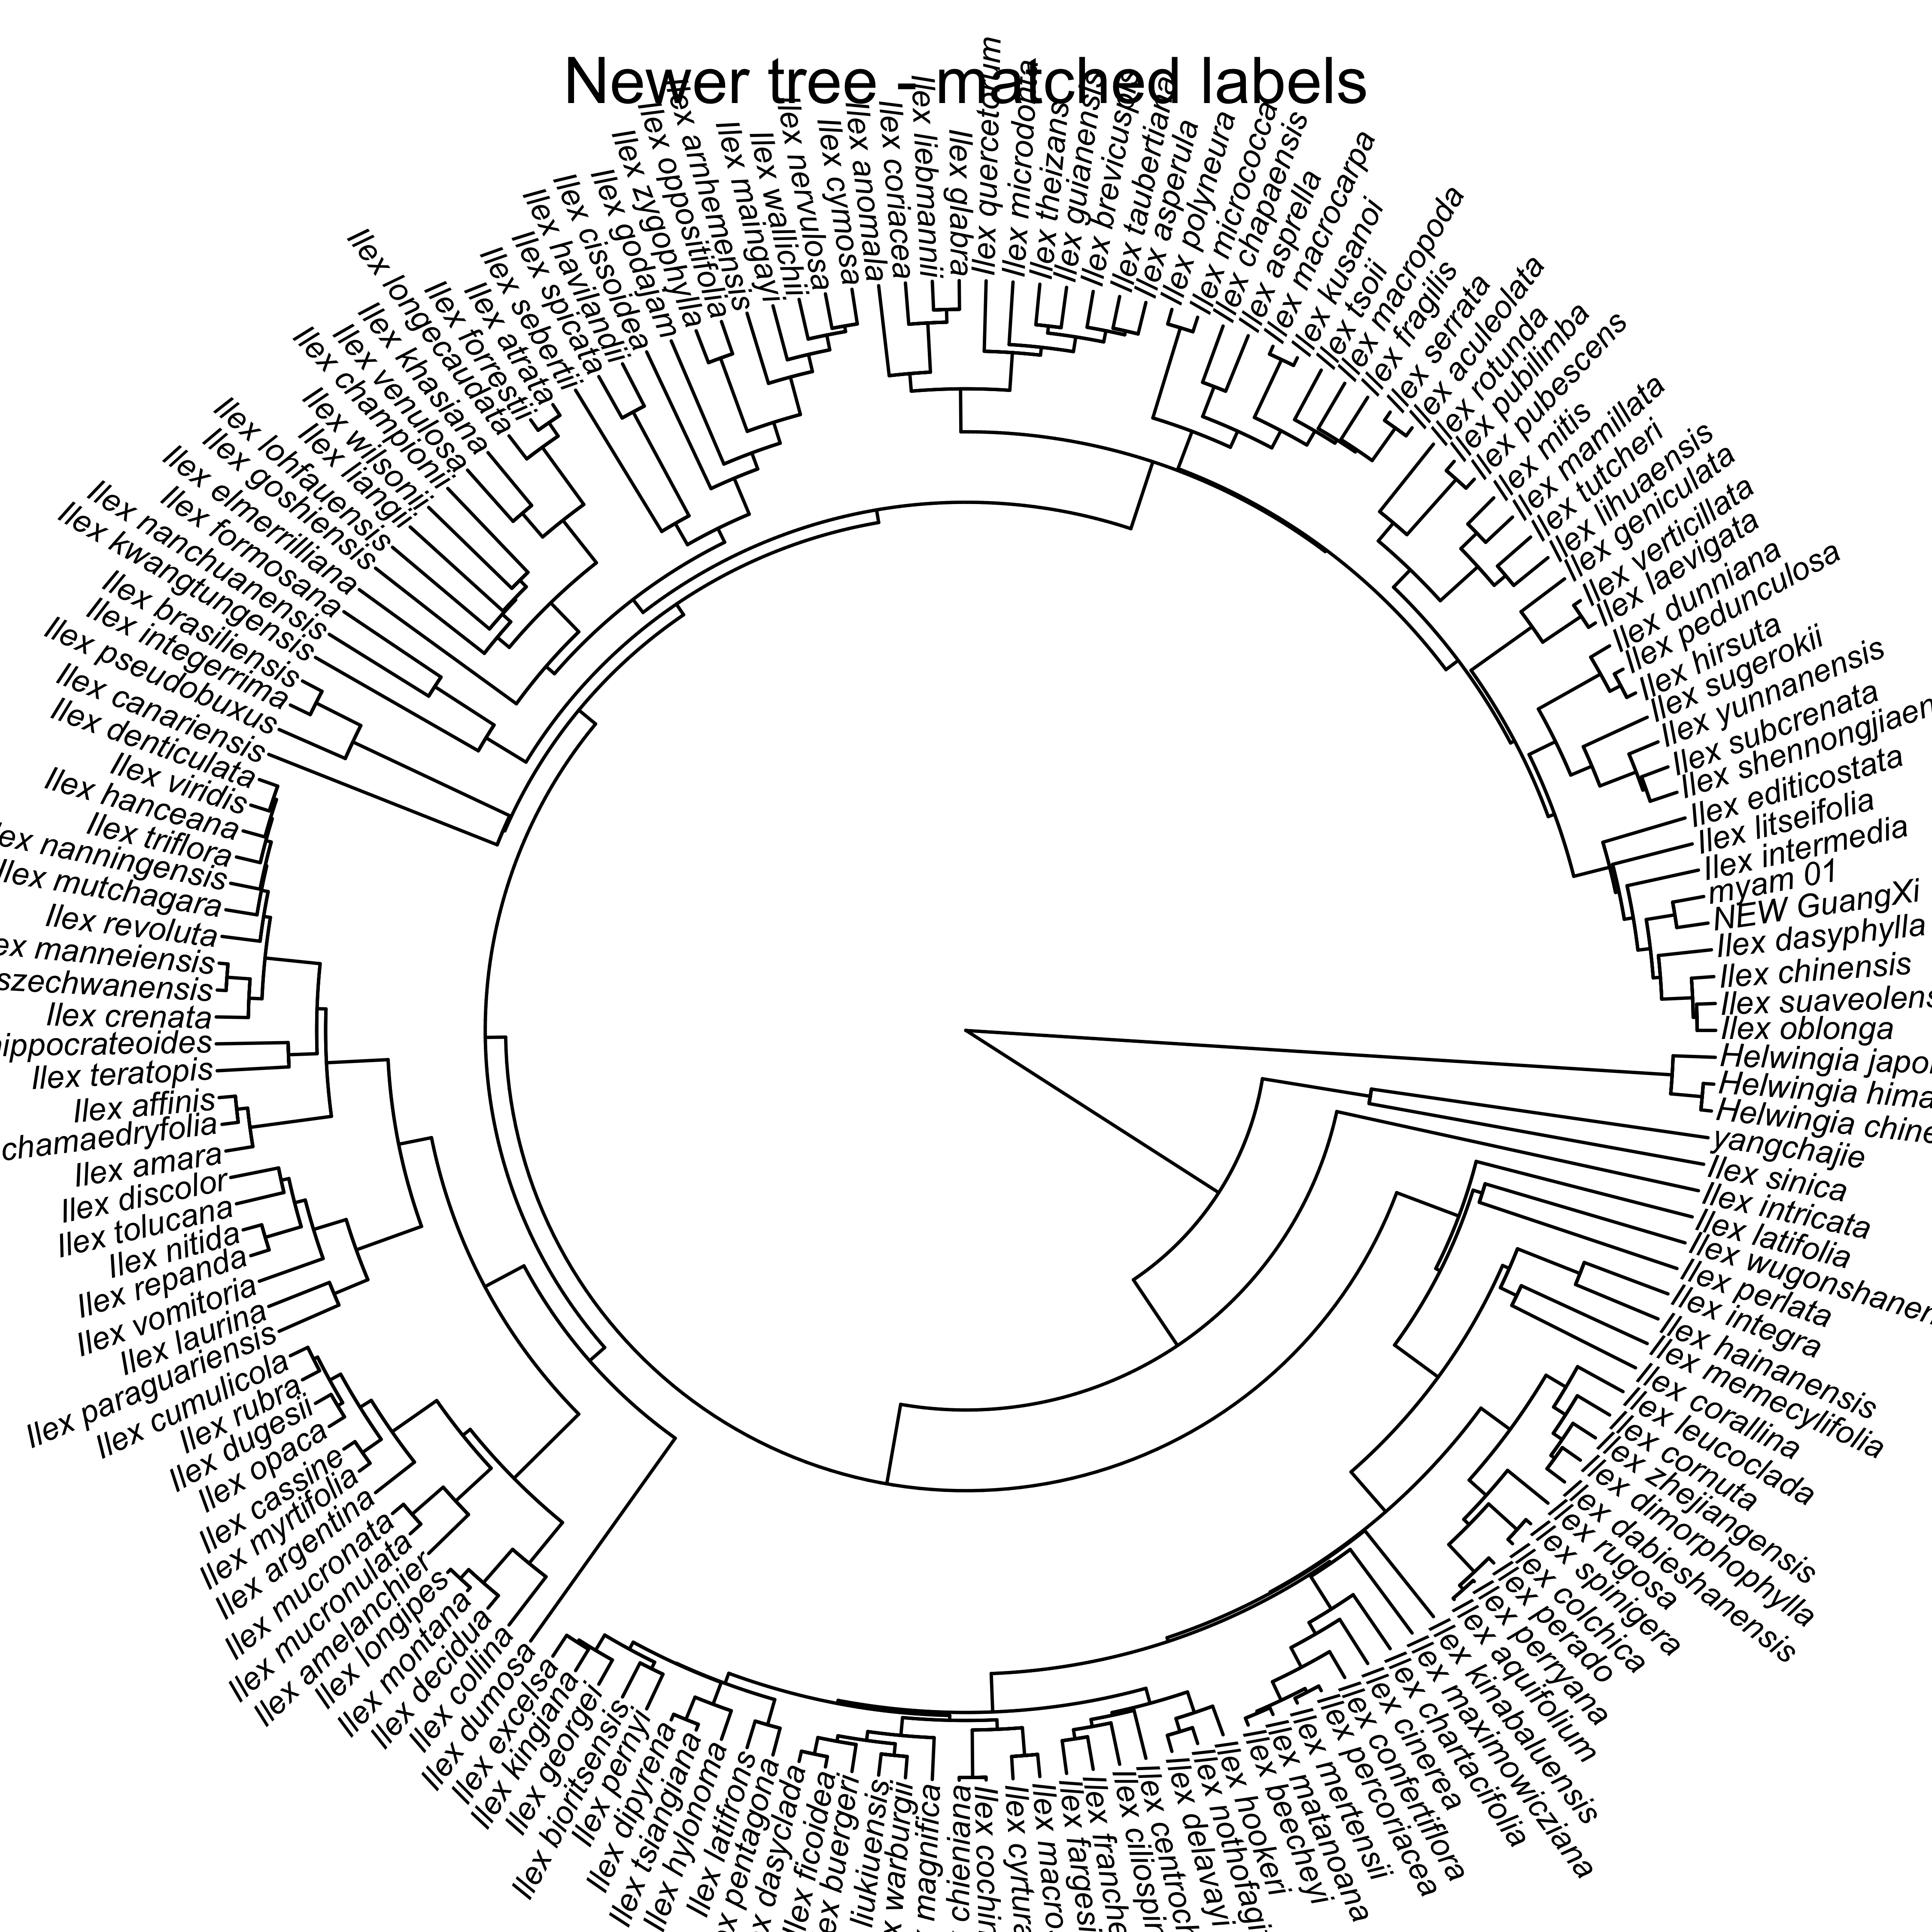 Newer tree - matched labels
Ilex quercetorum
Ilex microdonta
Ilex theizans
Ilex guianensis
Ilex brevicuspis
Ilex taubertiana
Ilex asperula
Ilex polyneura
Ilex micrococca
Ilex chapaensis
Ilex asprella
Ilex macrocarpa
Ilex kusanoi
Ilex tsoii
Ilex macropoda
Ilex fragilis
Ilex serrata
Ilex aculeolata
Ilex rotunda
Ilex pubilimba
Ilex pubescens
Ilex mitis
Ilex mamillata
Ilex tutcheri
Ilex lihuaensis
Ilex geniculata
Ilex verticillata
Ilex laevigata
Ilex dunniana
Ilex pedunculosa
Ilex hirsuta
Ilex sugerokii
Ilex yunnanensis
Ilex subcrenata
Ilex shennongjiaen
Ilex editicostata
Ilex litseifolia
Ilex intermedia
myam 01
NEW GuangXi
Ilex dasyphylla
Ilex chinensis
Ilex suaveolens
Ilex oblonga
Helwingia japo
Helwingia hima
Helwingia chine
yangchajie
Ilex sinica
Ilex intricata
Ilex latifolia
Ilex wugonshanen
Ilex perlata
Ilex integra
Ilex hainanensis
Ilex memecylifolia
Ilex corallina
Ilex leucoclada
Ilex cornuta
Ilex zhejiangensis
Ilex dimorphophylla
Ilex dabieshanensis
Ilex rugosa
Ilex spinigera
Ilex colchica
Ilex perado
Ilex perryana
Ilex aquifolium
Ilex kinabaluensis
Ilex maximowicziana
Ilex chartacifolia
Ilex cinerea
Ilex confertiflora
Ilex percoriacea
Ilex mertensii
Ilex matanoana
Ilex beecheyi
Ilex hookeri
Ilex nothofagi
Ilex delavayi
Ilex centroch
Ilex ciliospin
Ilex franche
Ilex fargesi
Ilex macro
Ilex cyrtura
Ilex cochin
chieniana
magnifica
x warburgii
liukiuensis
ex buergeri
Ilex ficoidea
x dasyclada
ex pentagona
Ilex latifrons
Ilex hylonoma
Ilex tsiangiana
Ilex dipyrena
Ilex pernyi
Ilex bioritsensis
Ilex georgei
Ilex kingiana
Ilex excelsa
Ilex dumosa
Ilex collina
Ilex decidua
Ilex montana
Ilex longipes
Ilex amelanchier
Ilex mucronulata
Ilex mucronata
Ilex argentina
Ilex myrtifolia
Ilex cassine
Ilex opaca
Ilex dugesii
Ilex rubra
Ilex cumulicola
Ilex paraguariensis
Ilex laurina
Ilex vomitoria
Ilex repanda
Ilex nitida
Ilex tolucana
Ilex discolor
Ilex amara
chamaedryfolia
Ilex affinis
Ilex teratopis
hippocrateoides
Ilex crenata
szechwanensis
ex manneiensis
Ilex revoluta
Ilex mutchagara
ex nanningensis
Ilex triflora
Ilex hanceana
Ilex viridis
Ilex denticulata
Ilex canariensis
Ilex pseudobuxus
Ilex integerrima
Ilex brasiliensis
Ilex kwangtungensis
Ilex nanchuanensis
Ilex formosana
Ilex elmerrilliana
Ilex goshiensis
Ilex lohfauensis
Ilex liangii
Ilex wilsonii
Ilex championii
Ilex venulosa
Ilex khasiana
Ilex longecaudata
Ilex forrestii
Ilex atrata
Ilex sebertii
Ilex spicata
Ilex havilandii
Ilex cissoidea
Ilex godajam
Ilex zygophylla
Ilex oppositifolia
Ilex arnhemensis
Ilex maingayi
Ilex wallichii
Ilex nervulosa
Ilex cymosa
Ilex anomala
Ilex coriacea
Ilex liebmannii
Ilex glabra